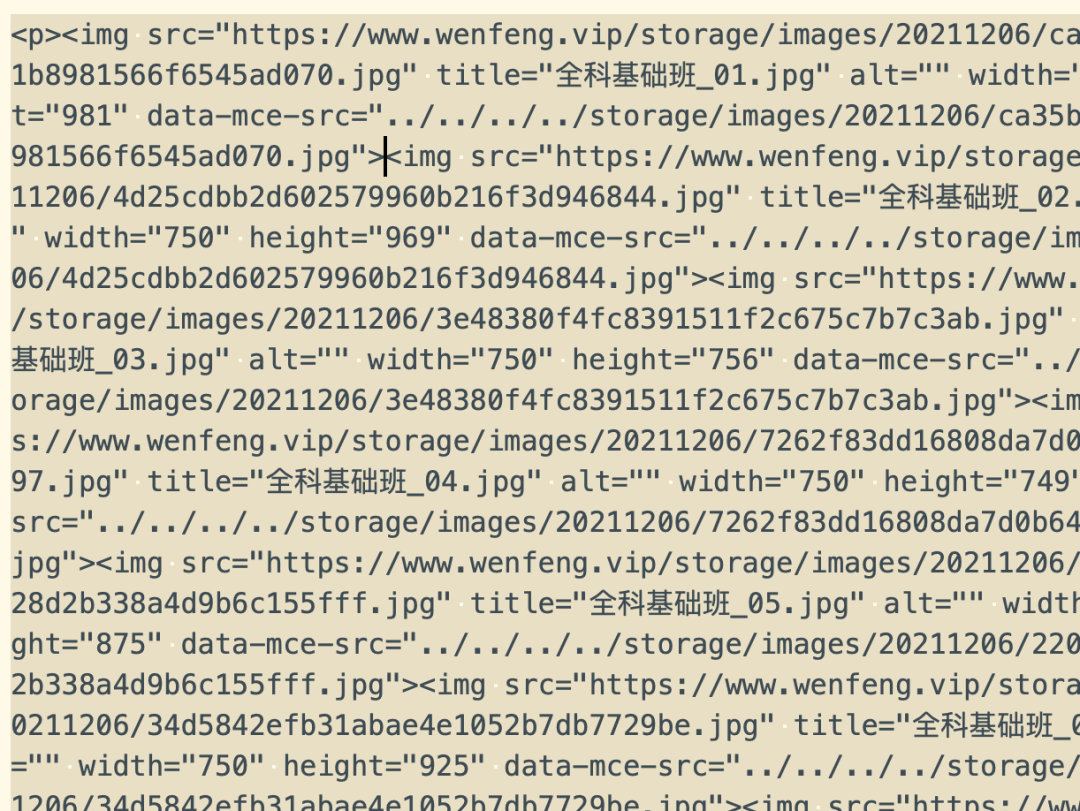 <p><img src="https://www.wenfeng.vip/storage/images/20211206/ca
1b8981566f6545ad070.jpg" title="全科基础班_01.jpg" alt="" width="
t="981" data-mce-src="../../../../storage/images/20211206/ca35b
981566f6545ad070.jpg"><img src="https://www.wenfeng.vip/storage
11206/4d25cdbb2d602579960b216f3d946844.jpg" title="全科基础班_02.
" width="750" height="969" data-mce-src="../../../../storage/im
06/4d25cdbb2d602579960b216f3d946844.jpg"><img src="https://www.
/storage/images/20211206/3e48380f4fc8391511f2c675c7b7c3ab.jpg"
基础班_03.jpg" alt="" width="750" height="756" data-mce-src="../
orage/images/20211206/3e48380f4fc8391511f2c675c7b7c3ab.jpg"><im
s://www.wenfeng.vip/storage/images/20211206/7262f83dd16808da7d0
97.jpg" title="全科基础班_04.jpg" alt="" width="750" height="749"
src="../../../../storage/images/20211206/7262f83dd16808da7d0b64
jpg"><img src="https://www.wenfeng.vip/storage/images/20211206/
28d2b338a4d9b6c155fff.jpg" title="全科基础班_05.jpg" alt="" width
ght="875" data-mce-src="../../../../storage/images/20211206/220
2b338a4d9b6c155fff.jpg"><img src="https://www.wenfeng.vip/stora
0211206/34d5842efb31abae4e1052b7db7729be.jpg" title="全科基础班_0
="" width="750" height="925" data-mce-src="../../../../storage/
1206/34d5842efb31abae4e1052b7db7729be.jpg"><img src="https://ww